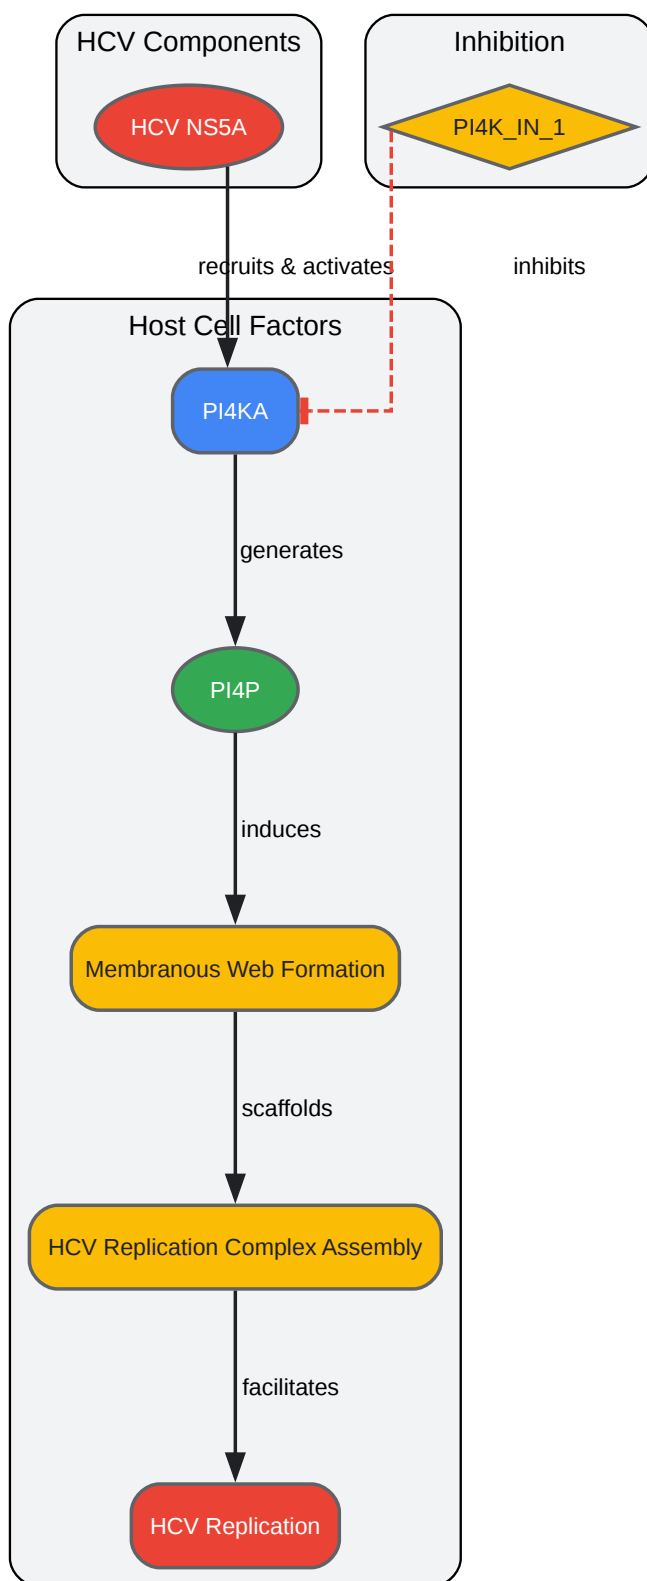 HCV Components
Inhibition
HCV NS5A
PI4K_IN_1
recruits & activates
inhibits
Host Cell Factors
PI4KA
generates
PI4P
induces
Membranous Web Formation
scaffolds
HCV Replication Complex Assembly
facilitates
HCV Replication